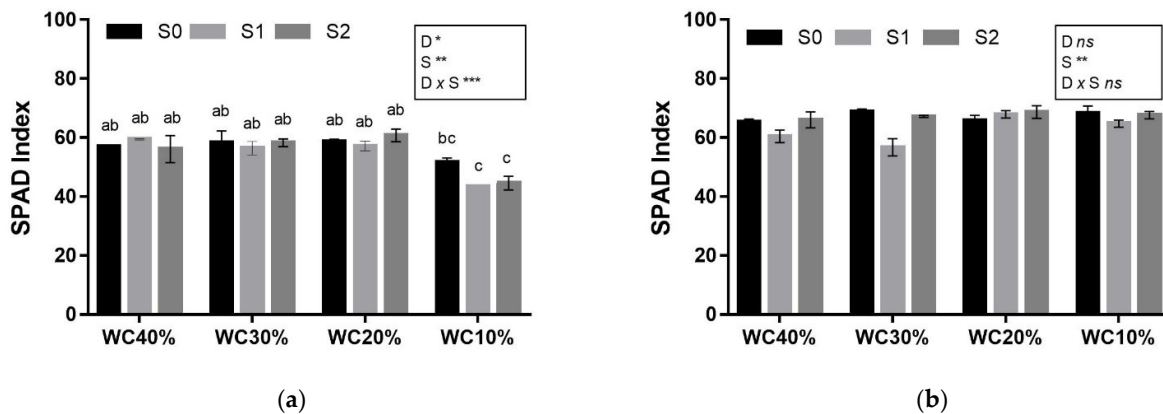 S0 S1 S2
D *
S **
D x S ***
SPAD Index
100
80
60
40
20
0
ab ab ab ab ab ab ab ab ab bc c c
WC40% WC30% WC20% WC10%
(a)
S0 S1 S2
D ns
S **
D x S ns
SPAD Index
100
80
60
40
20
0
WC40% WC30% WC20% WC10%
(b)